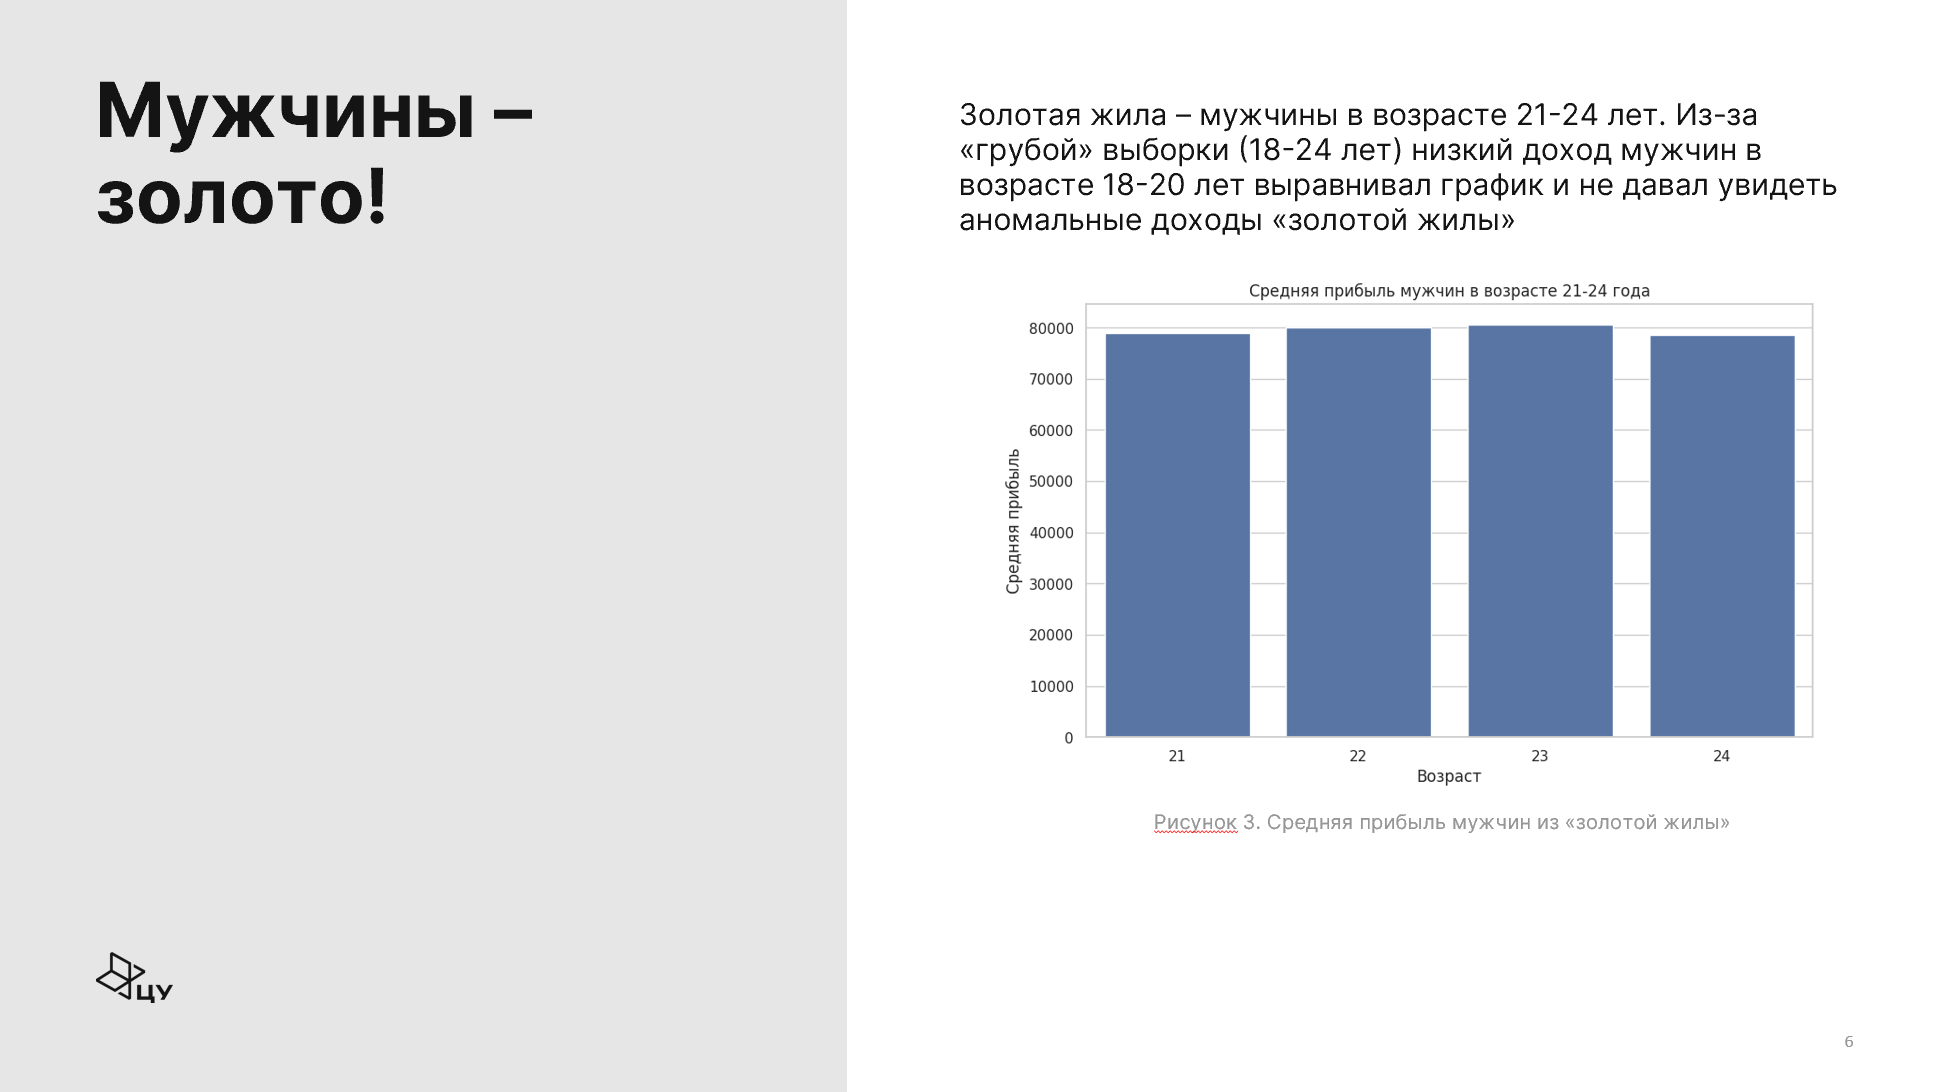 Мужчины –
золото!
Золотая жила – мужчины в возрасте 21-24 лет. Из-за
«грубой» выборки (18-24 лет) низкий доход мужчин в
возрасте 18-20 лет выравнивал график и не давал увидеть
аномальные доходы «золотой жилы»
Средняя прибыль мужчин в возрасте 21-24 года
Средняя прибыль
80000
70000
60000
50000
40000
30000
20000
10000
0
21 22 23 24
Возраст
Рисунок 3. Средняя прибыль мужчин из «золотой жилы»
ЦУ
6